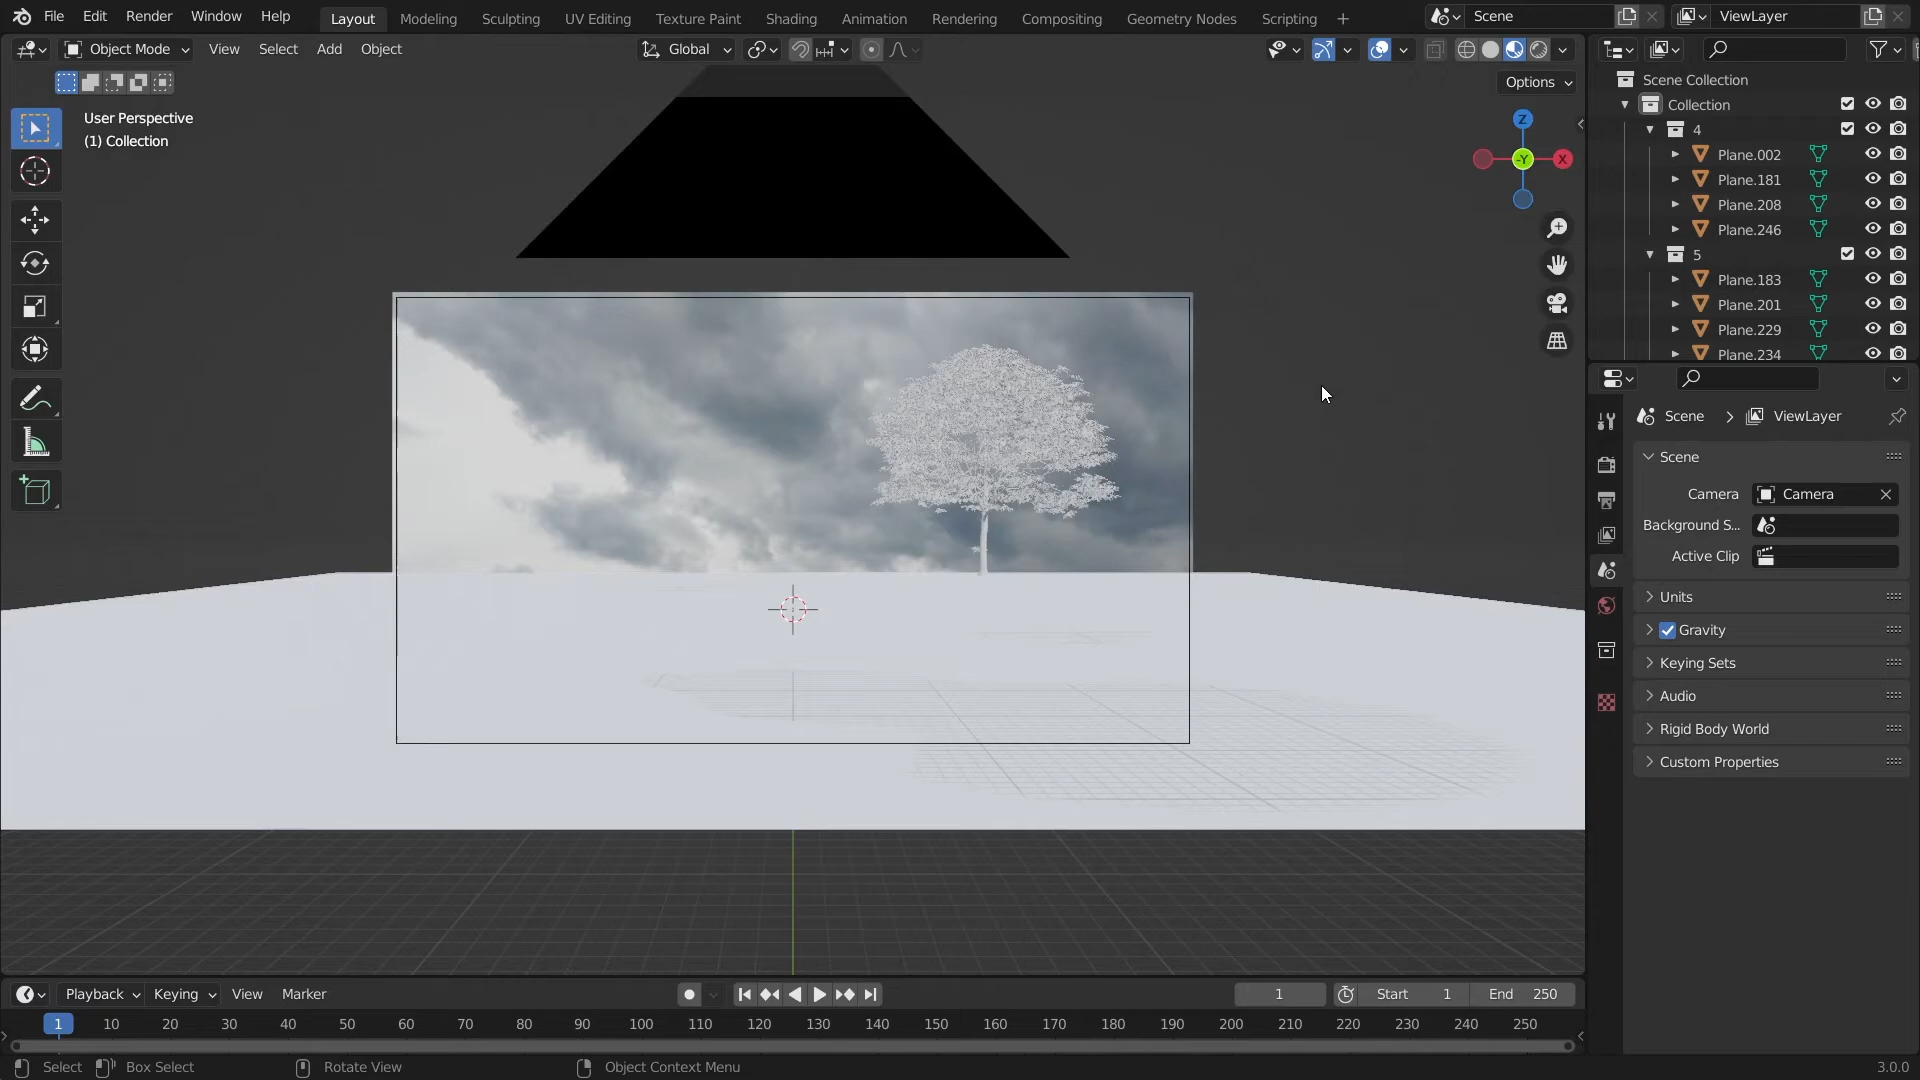 File Edit Render Window Help Layout Modeling Sculpting UV Editing Texture Paint Shading Animation Rendering Compositing Geometry Nodes Scripting Scene ViewLayer
Object Mode View Select Add Object Global
Options
User Perspective
(1) Collection
Z
-Y
X
Scene Collection
Collection
4
Plane.002
Plane.181
Plane.208
Plane.246
5
Plane.183
Plane.201
Plane.229
Plane.234
Scene ViewLayer
Scene
Camera Camera
Background S...
Active Clip
Units
Gravity
Keying Sets
Audio
Rigid Body World
Custom Properties
Playback Keying View Marker 1 Start 1 End 250
1 10 20 30 40 50 60 70 80 90 100 110 120 130 140 150 160 170 180 190 200 210 220 230 240 250
Select Box Select Rotate View Object Context Menu 3.0.0